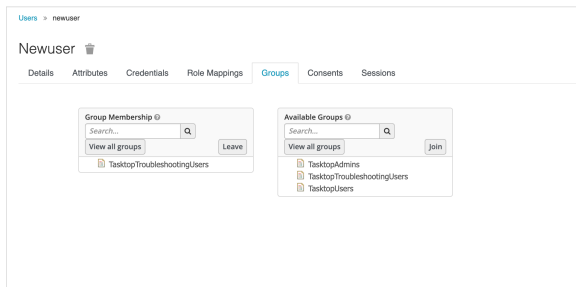 Users » newuser
Newuser
Details Attributes Credentials Role Mappings Groups Consents Sessions
Group Membership
Search...
View all groups Leave
TasktopTroubleshootingUsers
Available Groups
Search...
View all groups Join
TasktopAdmins
TasktopTroubleshootingUsers
TasktopUsers